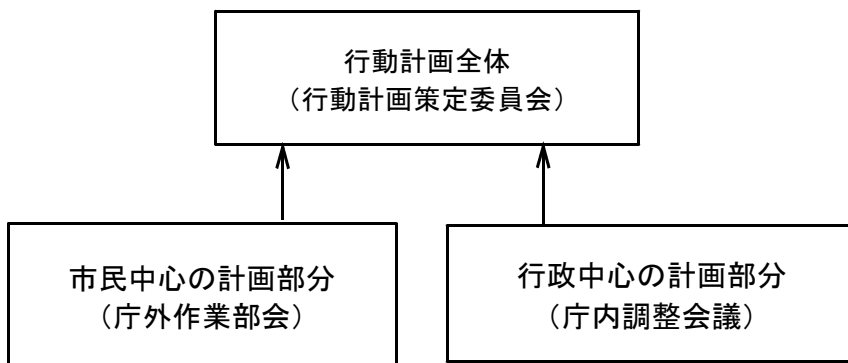 行動計画全体
（行動計画策定委員会）
市民中心の計画部分
（庁外作業部会）
行政中心の計画部分
（庁内調整会議）